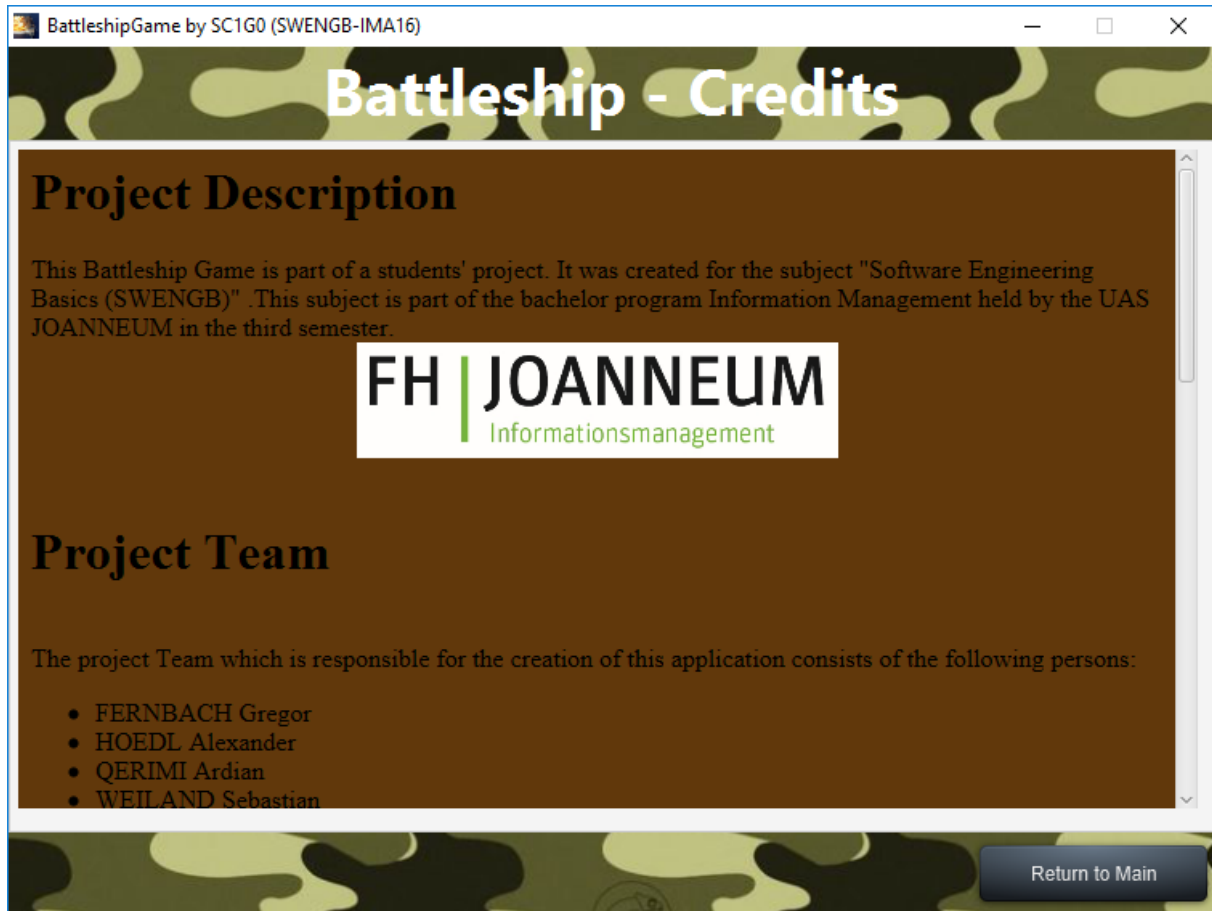 BattleshipGame by SC1G0 (SWENGB-IMA16)
Battleship - Credits
Project Description
This Battleship Game is part of a students' project. It was created for the subject "Software Engineering
Basics (SWENGB)" .This subject is part of the bachelor program Information Management held by the UAS
JOANNEUM in the third semester.
FH | JOANNEUM
Informationsmanagement
Project Team
The project Team which is responsible for the creation of this application consists of the following persons:
• FERNBACH Gregor
• HOEDL Alexander
• QERIMI Ardian
• WEILAND Sebastian
Return to Main